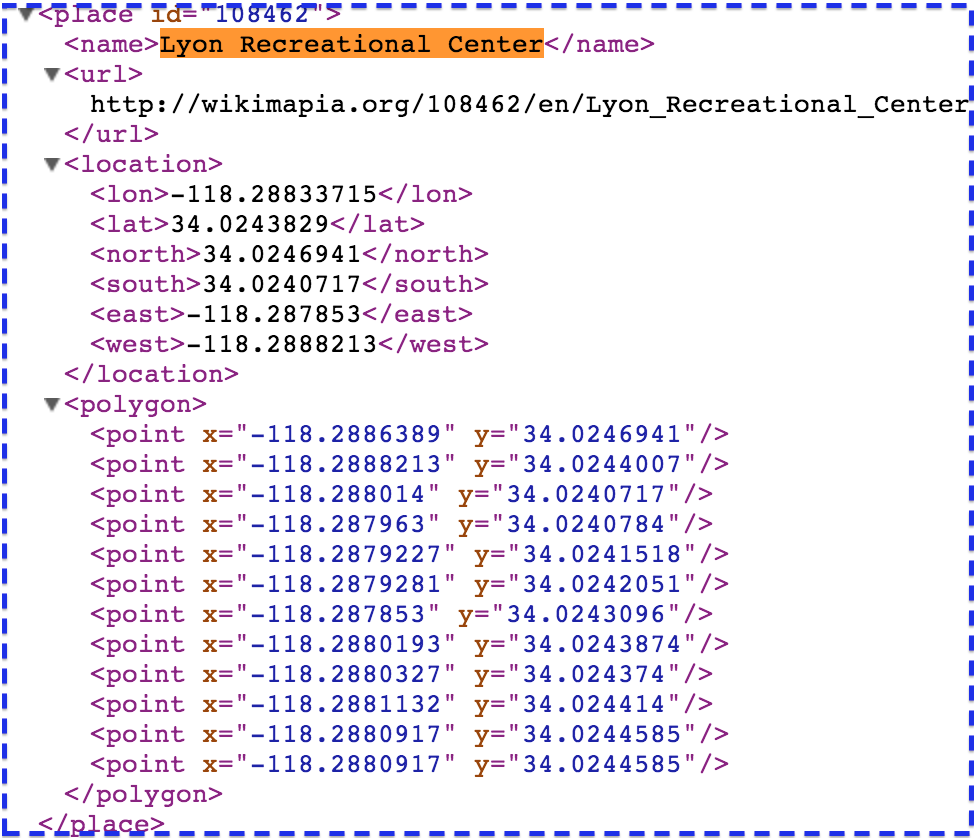 ▼<place id="108462">
<name>Lyon Recreational Center</name>
▼<url>
http://wikimapia.org/108462/en/Lyon_Recreational_Center
</url>
▼<location>
<lon>-118.28833715</lon>
<lat>34.0243829</lat>
<north>34.0246941</north>
<south>34.0240717</south>
<east>-118.287853</east>
<west>-118.2888213</west>
</location>
▼<polygon>
<point x="-118.2886389" y="34.0246941"/>
<point x="-118.2888213" y="34.0244007"/>
<point x="-118.288014" y="34.0240717"/>
<point x="-118.287963" y="34.0240784"/>
<point x="-118.2879227" y="34.0241518"/>
<point x="-118.2879281" y="34.0242051"/>
<point x="-118.287853" y="34.0243096"/>
<point x="-118.2880193" y="34.0243874"/>
<point x="-118.2880327" y="34.024374"/>
<point x="-118.2881132" y="34.024414"/>
<point x="-118.2880917" y="34.0244585"/>
<point x="-118.2880917" y="34.0244585"/>
</polygon>
</place>